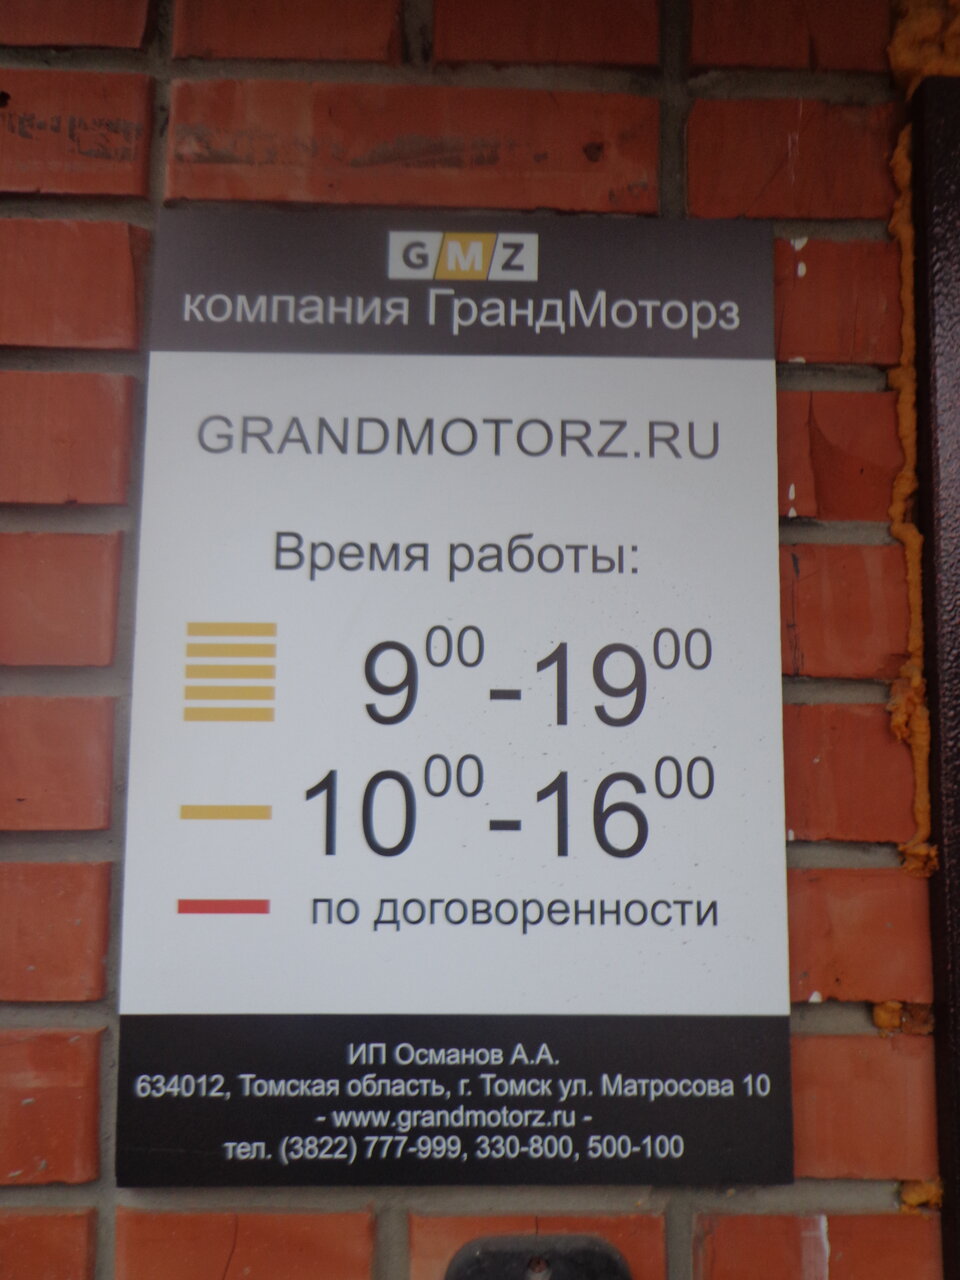 GMZ
компания ГрандМоторз
GRANDMOTORZ.RU
Время работы:
9⁰⁰-19⁰⁰
10⁰⁰-16⁰⁰
по договоренности
ИП Османов А.А.
634012, Томская область, г. Томск ул. Матросова 10
- www.grandmotorz.ru -
тел. (3822) 777-999, 330-800, 500-100